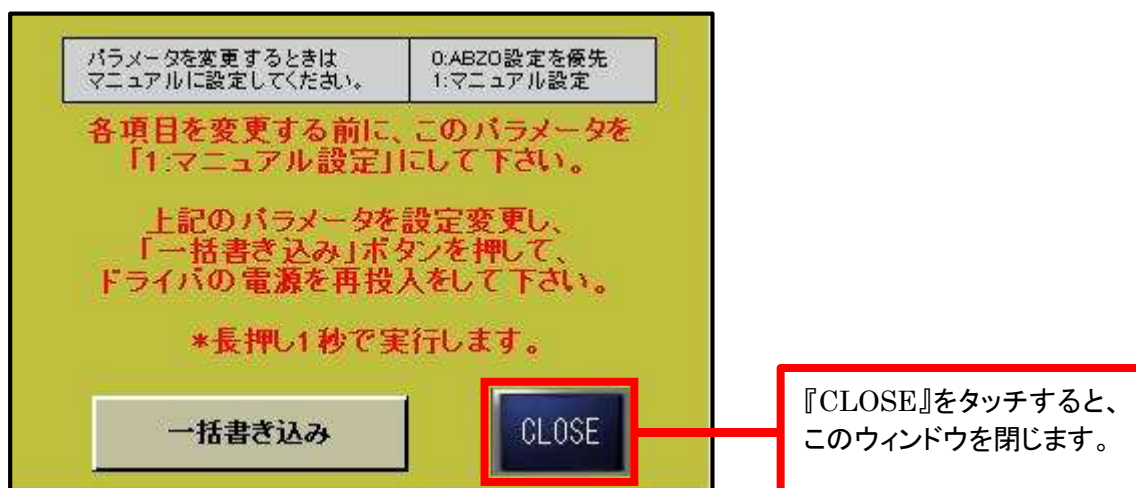 パラメータを変更するときは
マニュアルに設定してください。
0:ABZO設定を優先
1:マニュアル設定
各項目を変更する前に、このパラメータを
「1:マニュアル設定」にして下さい。
上記のパラメータを設定変更し、
「一括書き込み」ボタンを押して、
ドライバの電源を再投入をして下さい。
*長押し1秒で実行します。
一括書き込み
CLOSE
『CLOSE』をタッチすると、
このウィンドウを閉じます。